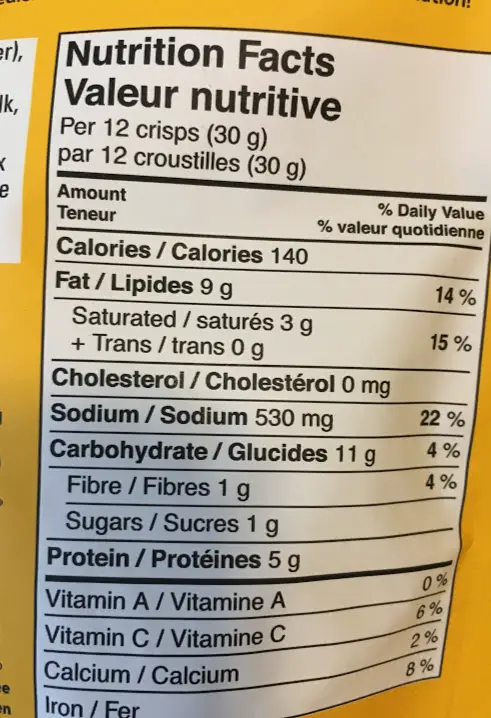 er),
lk,
Nutrition Facts
Valeur nutritive
Per 12 crisps (30 g)
par 12 croustilles (30 g)
Amount
Teneur
% Daily Value
% valeur quotidienne
Calories / Calories 140
Fat / Lipides 9 g 14 %
Saturated / saturés 3 g
+ Trans / trans 0 g 15 %
Cholesterol / Cholestérol 0 mg
Sodium / Sodium 530 mg 22 %
Carbohydrate / Glucides 11 g 4 %
Fibre / Fibres 1 g 4 %
Sugars / Sucres 1 g
Protein / Protéines 5 g
Vitamin A / Vitamine A 0 %
Vitamin C / Vitamine C 6 %
Calcium / Calcium 2 %
Iron / Fer 8 %